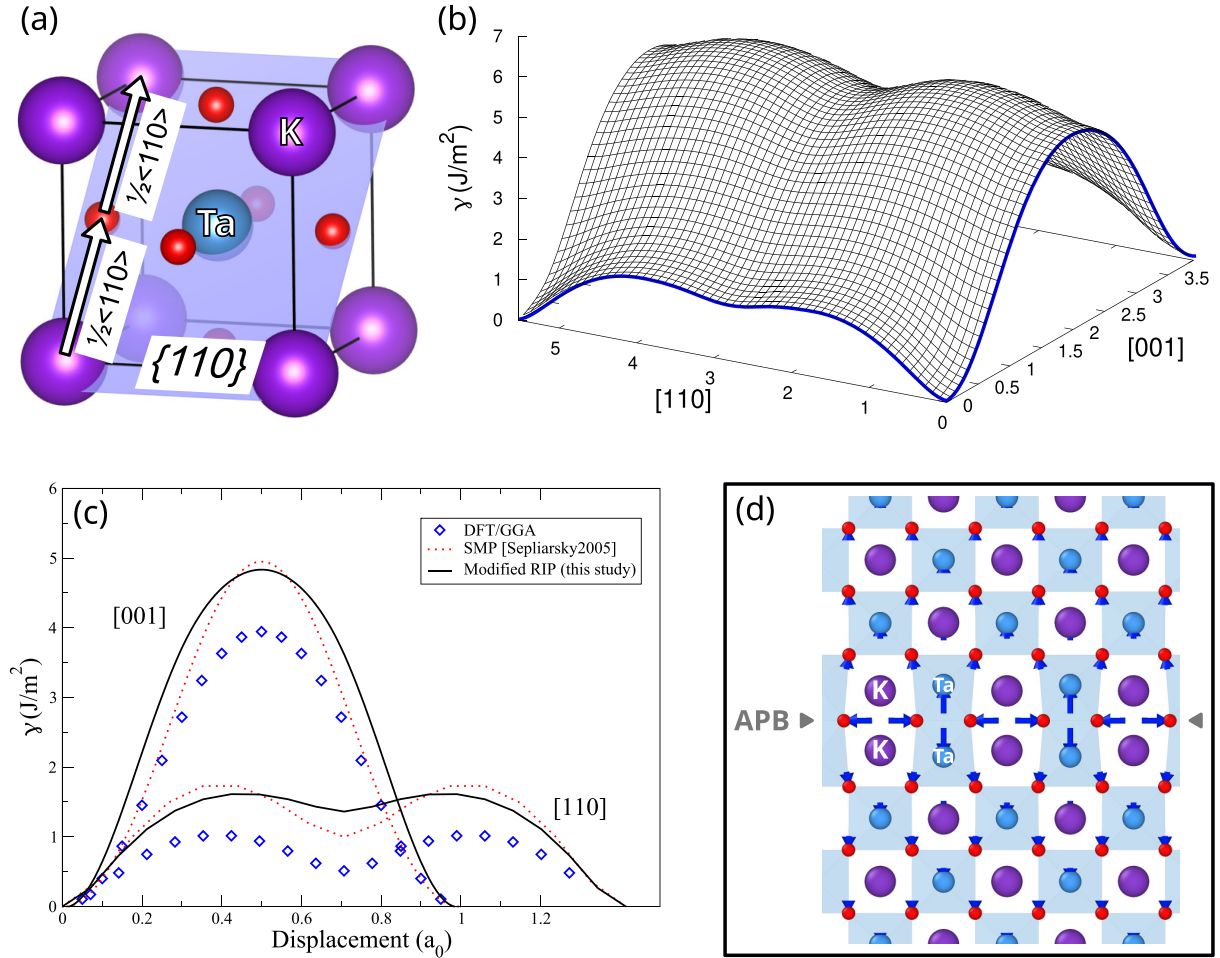 (a)
K
½<110>
Ta
½<110>
{110}
(b)
7
6
5
4
3
2
1
0
γ (J/m²)
5
4
3
2
1
0
[110]
0
0.5
1
1.5
2
2.5
3
3.5
[001]
(c)
6
5
4
3
2
1
0
γ (J/m²)
DFT/GGA
SMP [Sepliarsky2005]
Modified RIP (this study)
[001]
[110]
0
0.2
0.4
0.6
0.8
1
1.2
Displacement (a₀)
(d)
K
Ta
APB
K
Ta